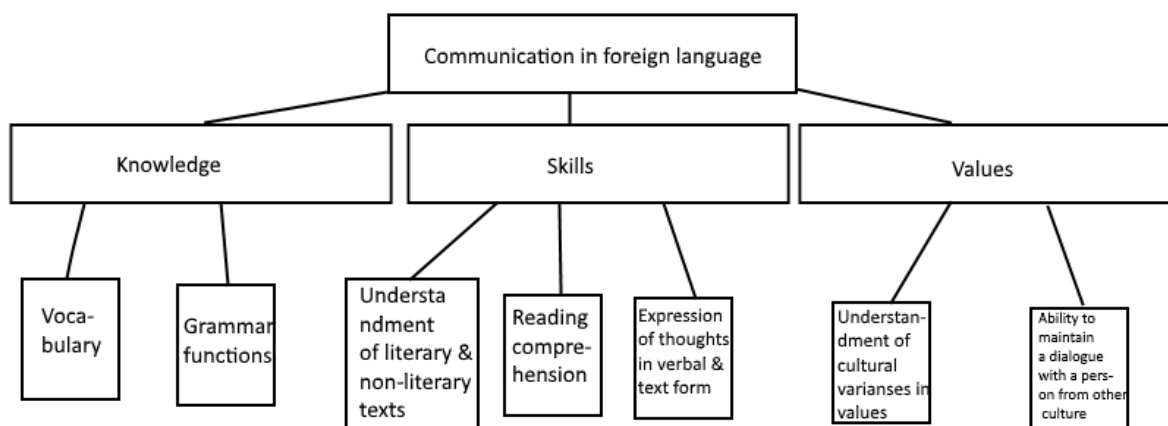 Communication in foreign language
Knowledge
Skills
Values
Voca-
bulary
Grammar
functions
Understa
ndment
of literary &
non-literary
texts
Reading
compre-
hension
Expression
of thoughts
in verbal &
text form
Understan-
dment of
cultural
varianses in
values
Ability to
maintain
a dialogue
with a pers-
on from other
culture